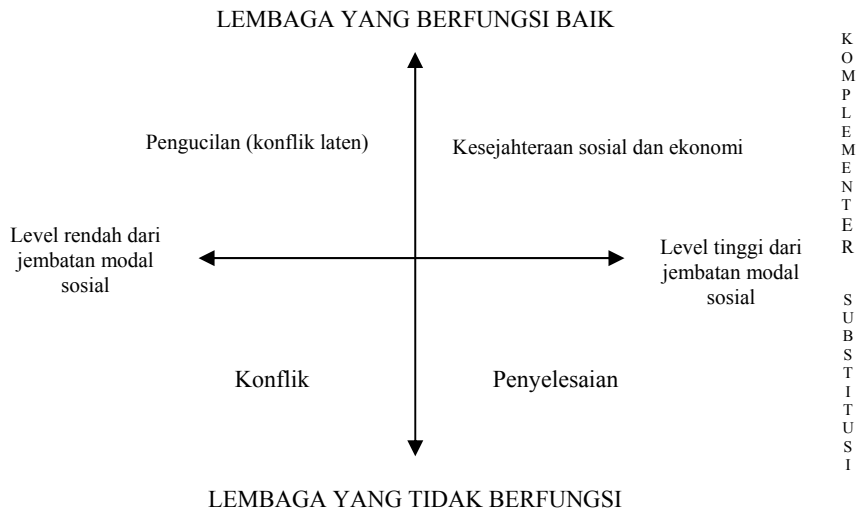 LEMBAGA YANG BERFUNGSI BAIK
Pengucilan (konflik laten)
Kesejahteraan sosial dan ekonomi
Level rendah dari
jembatan modal
sosial
Level tinggi dari
jembatan modal
sosial
Konflik
Penyelesaian
LEMBAGA YANG TIDAK BERFUNGSI
KOMPLEMENTER
SUBSTITUSI